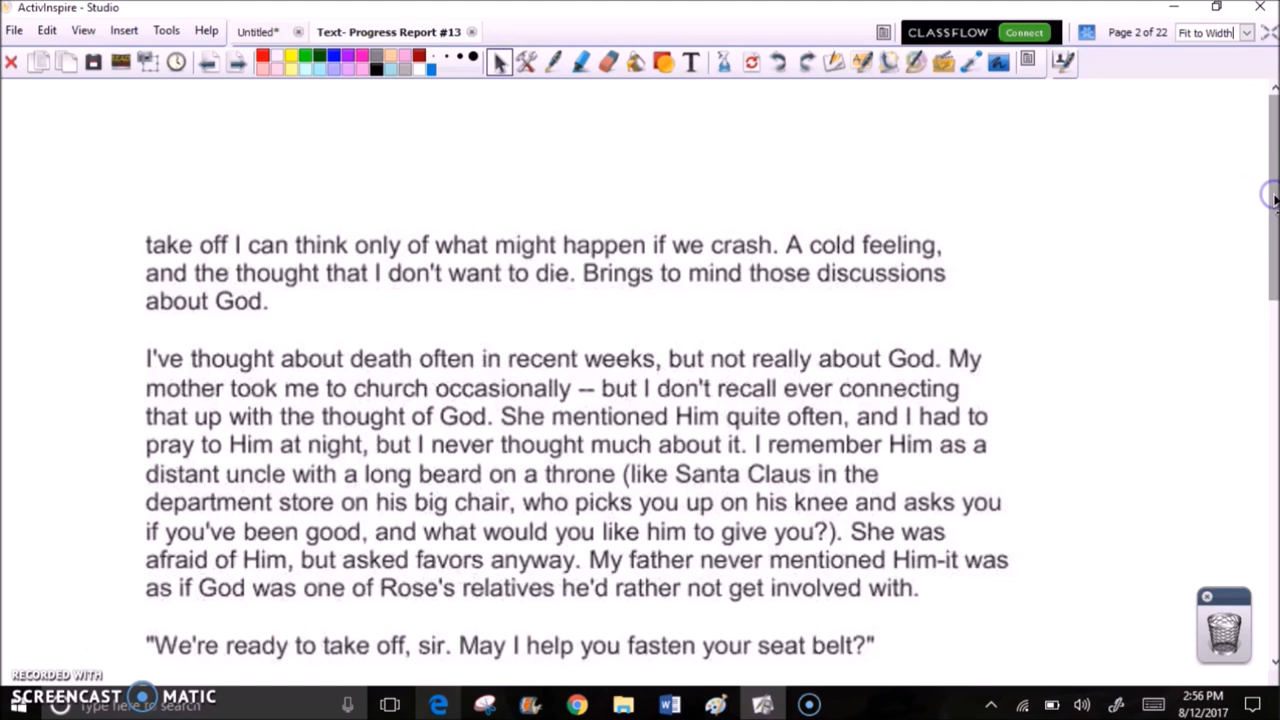 ActivInspire - Studio
File Edit View Insert Tools Help Untitled* Text- Progress Report #13 CLASSFLOW Connect Page 2 of 22 Fit to Width
take off I can think only of what might happen if we crash. A cold feeling,
and the thought that I don't want to die. Brings to mind those discussions
about God.
I've thought about death often in recent weeks, but not really about God. My
mother took me to church occasionally -- but I don't recall ever connecting
that up with the thought of God. She mentioned Him quite often, and I had to
pray to Him at night, but I never thought much about it. I remember Him as a
distant uncle with a long beard on a throne (like Santa Claus in the
department store on his big chair, who picks you up on his knee and asks you
if you've been good, and what would you like him to give you?). She was
afraid of Him, but asked favors anyway. My father never mentioned Him-it was
as if God was one of Rose's relatives he'd rather not get involved with.
"We're ready to take off, sir. May I help you fasten your seat belt?"
RECORDED WITH
SCREENCAST MATIC
Type here to search
2:56 PM
8/12/2017